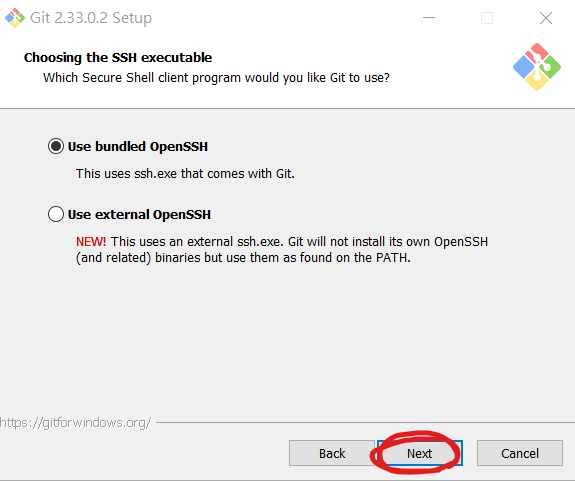 Git 2.33.0.2 Setup
Choosing the SSH executable
Which Secure Shell client program would you like Git to use?
Use bundled OpenSSH
This uses ssh.exe that comes with Git.
Use external OpenSSH
NEW! This uses an external ssh.exe. Git will not install its own OpenSSH
(and related) binaries but use them as found on the PATH.
https://gitforwindows.org/
Back Next Cancel